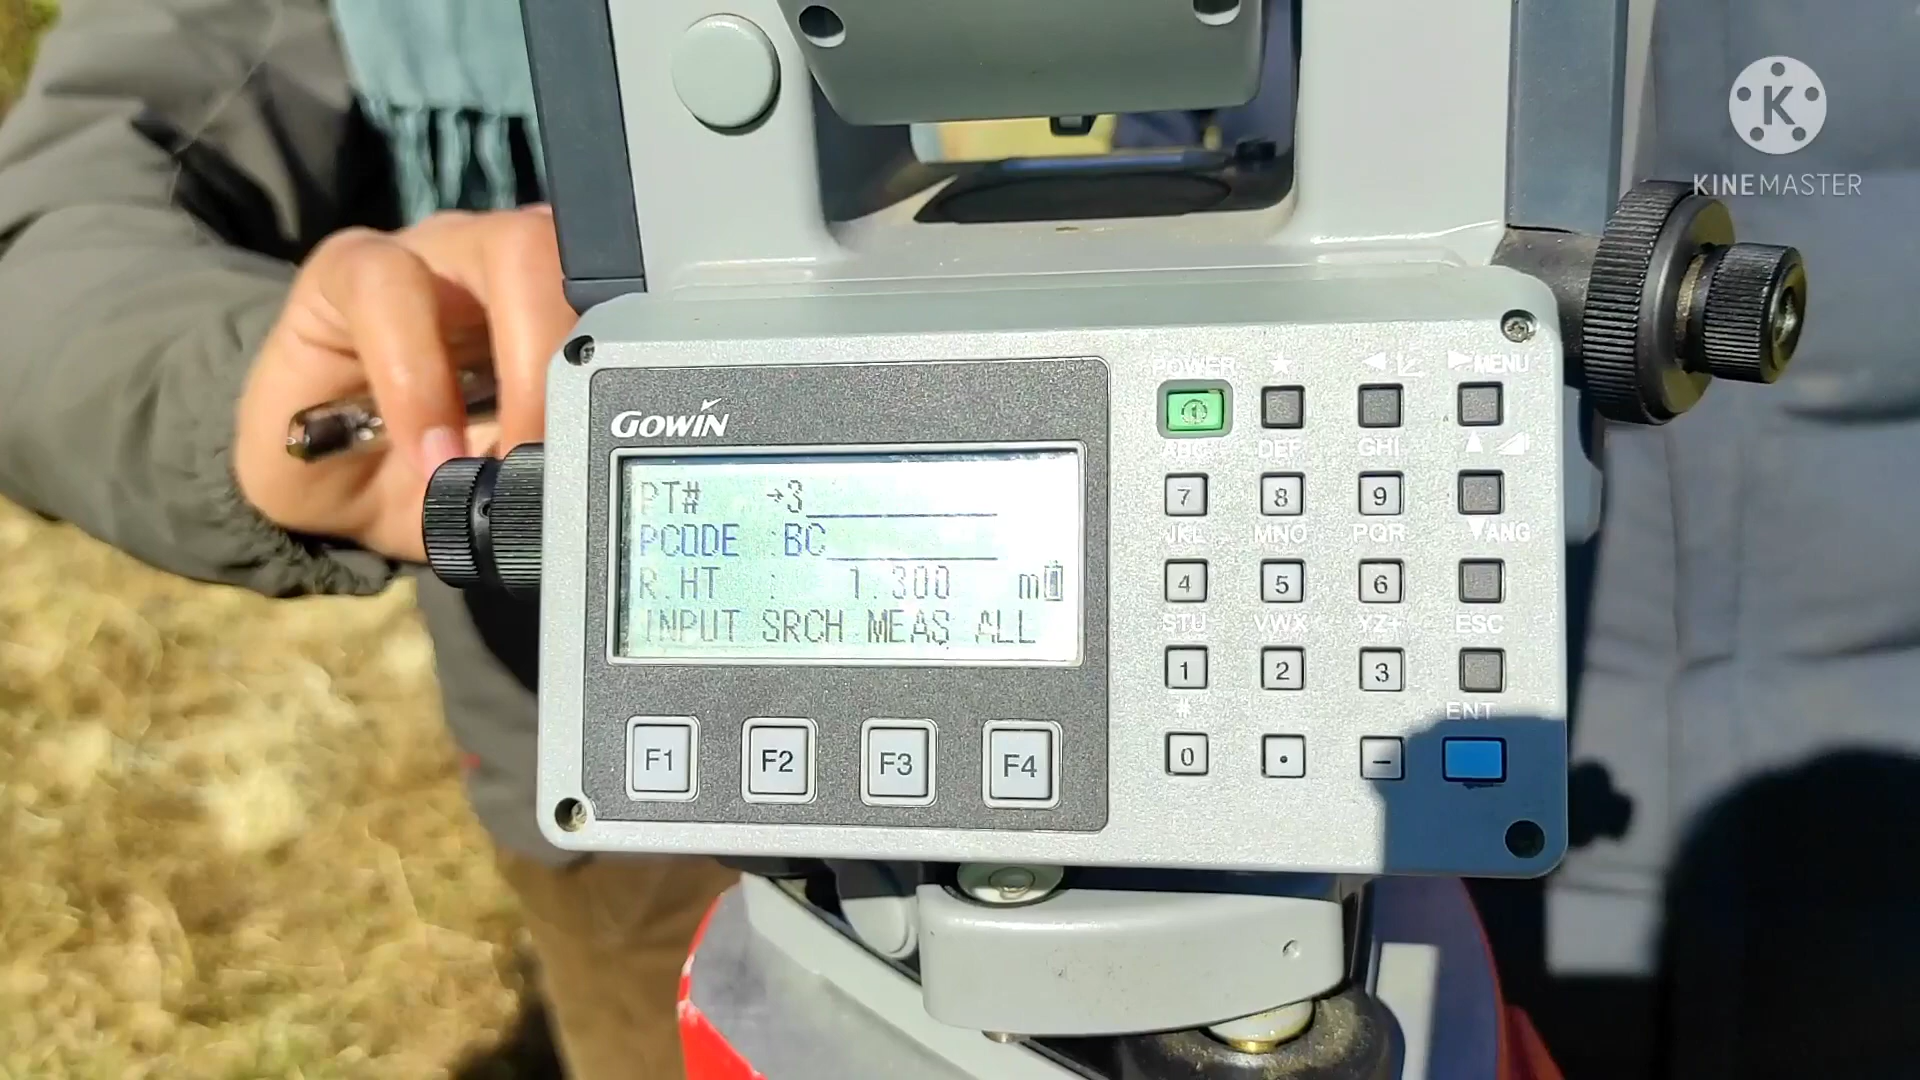 KINEMASTER
GOWIN
PT# →3
PCODE :BC
R.HT : 1.300 m
INPUT SRCH MEAS ALL
F1 F2 F3 F4
POWER ★ ◀ ▶ MENU
ABC DEF GHI ▲
7 8 9
JKL MNO PQR ▼ANG
4 5 6
STU VWX YZ+ ESC
1 2 3
# ENT
0 . −